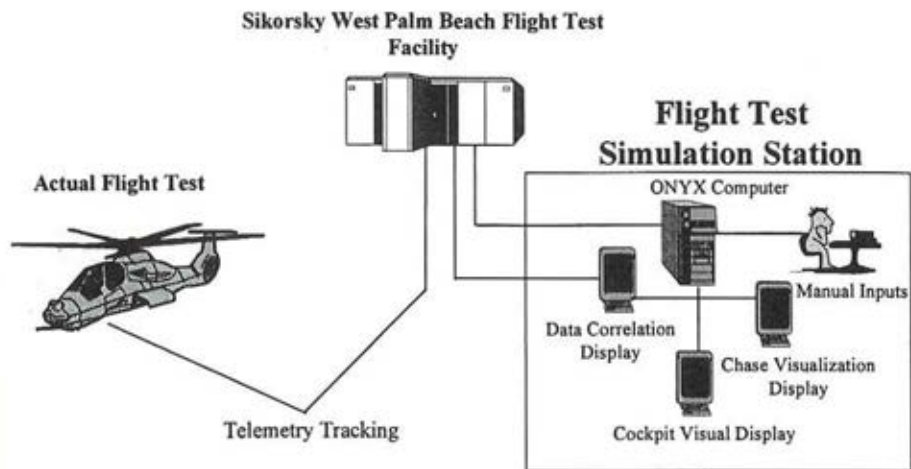 Sikorsky West Palm Beach Flight Test
Facility
Flight Test
Simulation Station
Actual Flight Test
ONYX Computer
Manual Inputs
Data Correlation
Display
Chase Visualization
Display
Telemetry Tracking
Cockpit Visual Display